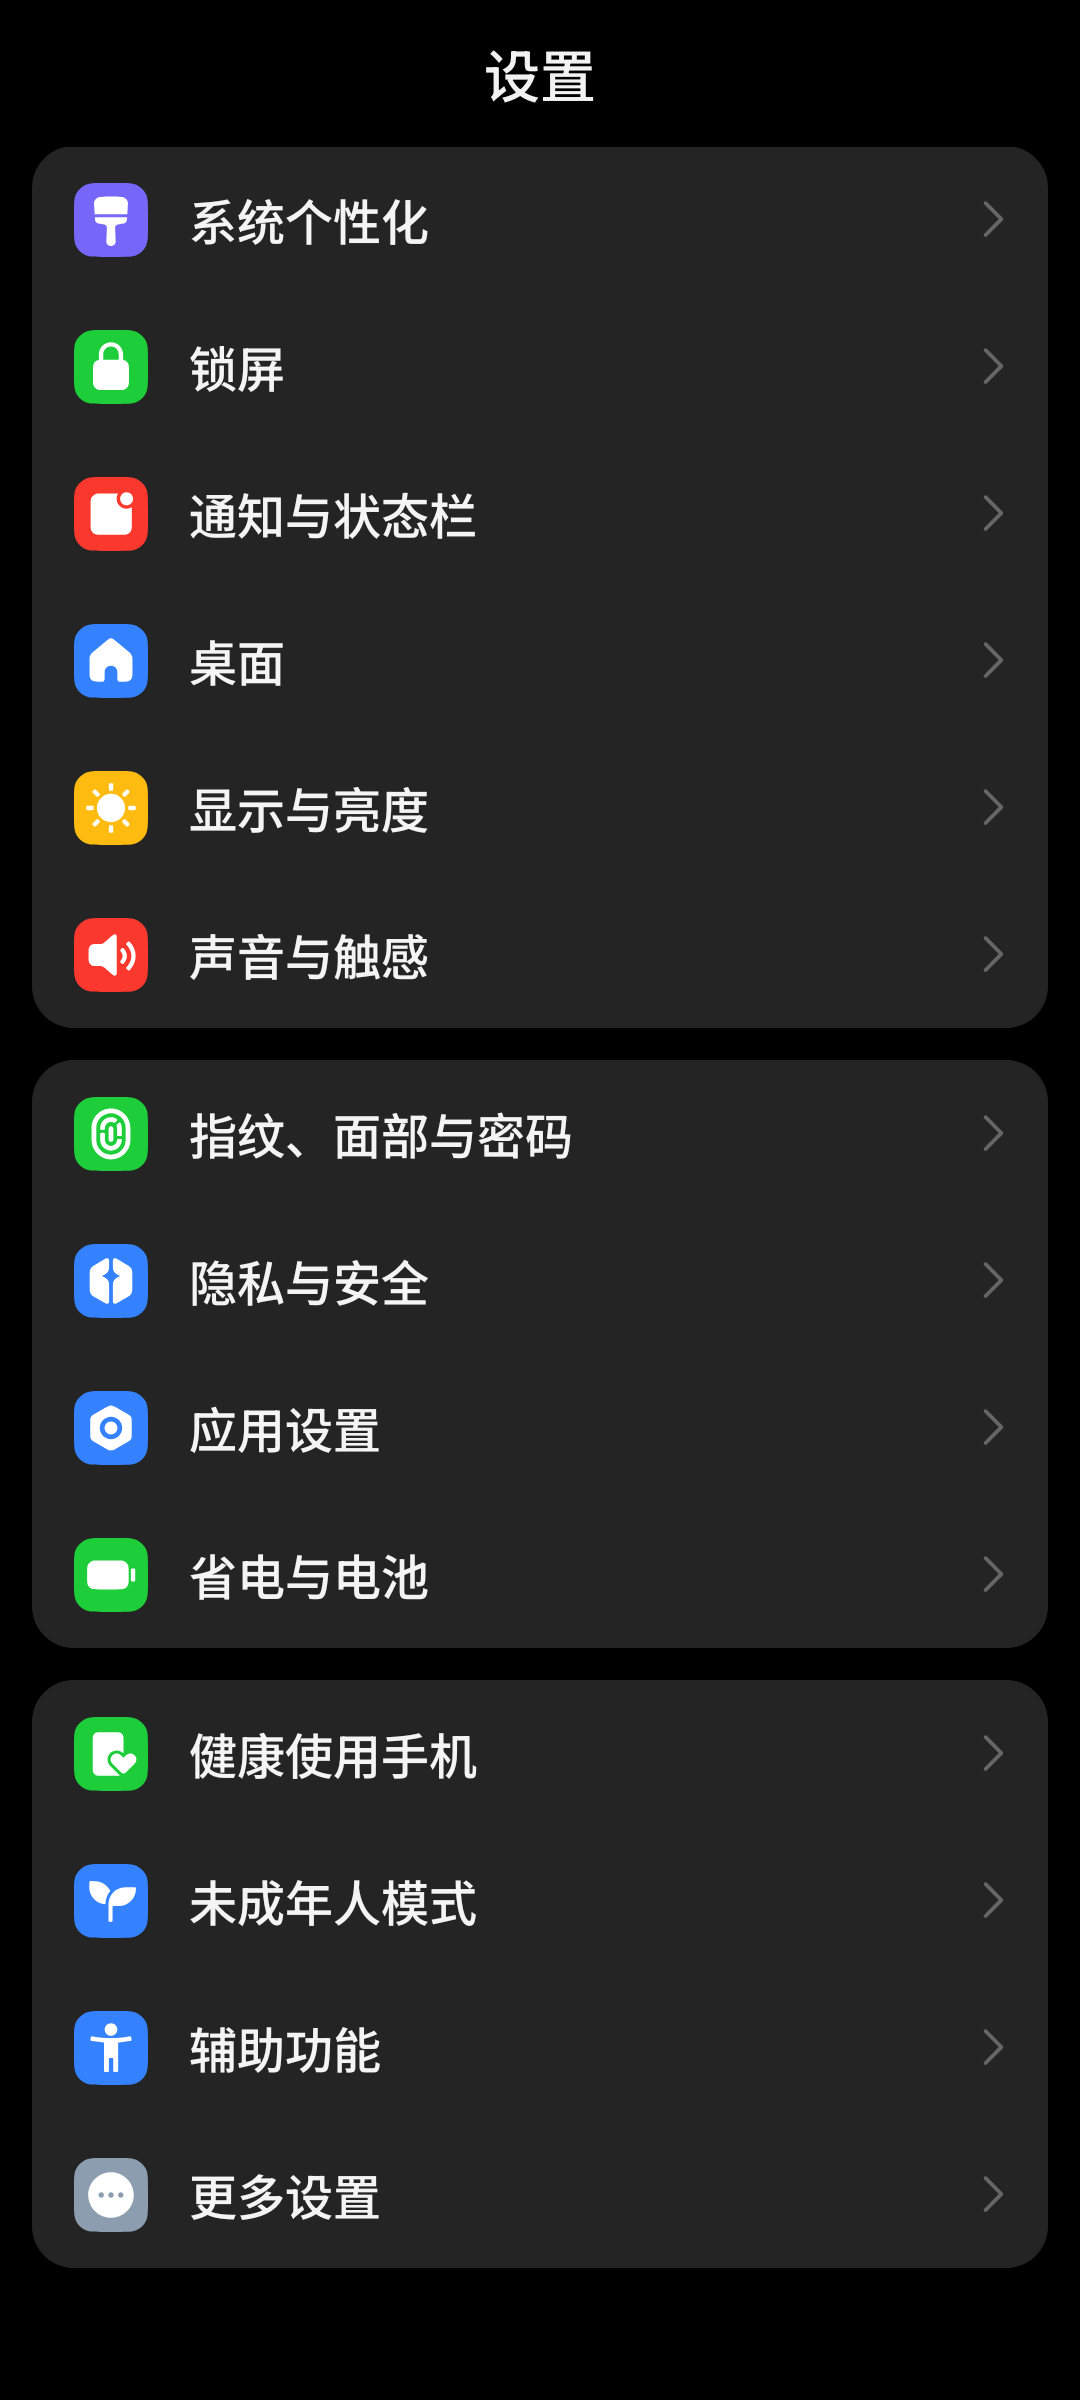 设置
系统个性化
锁屏
通知与状态栏
桌面
显示与亮度
声音与触感
指纹、面部与密码
隐私与安全
应用设置
省电与电池
健康使用手机
未成年人模式
辅助功能
更多设置